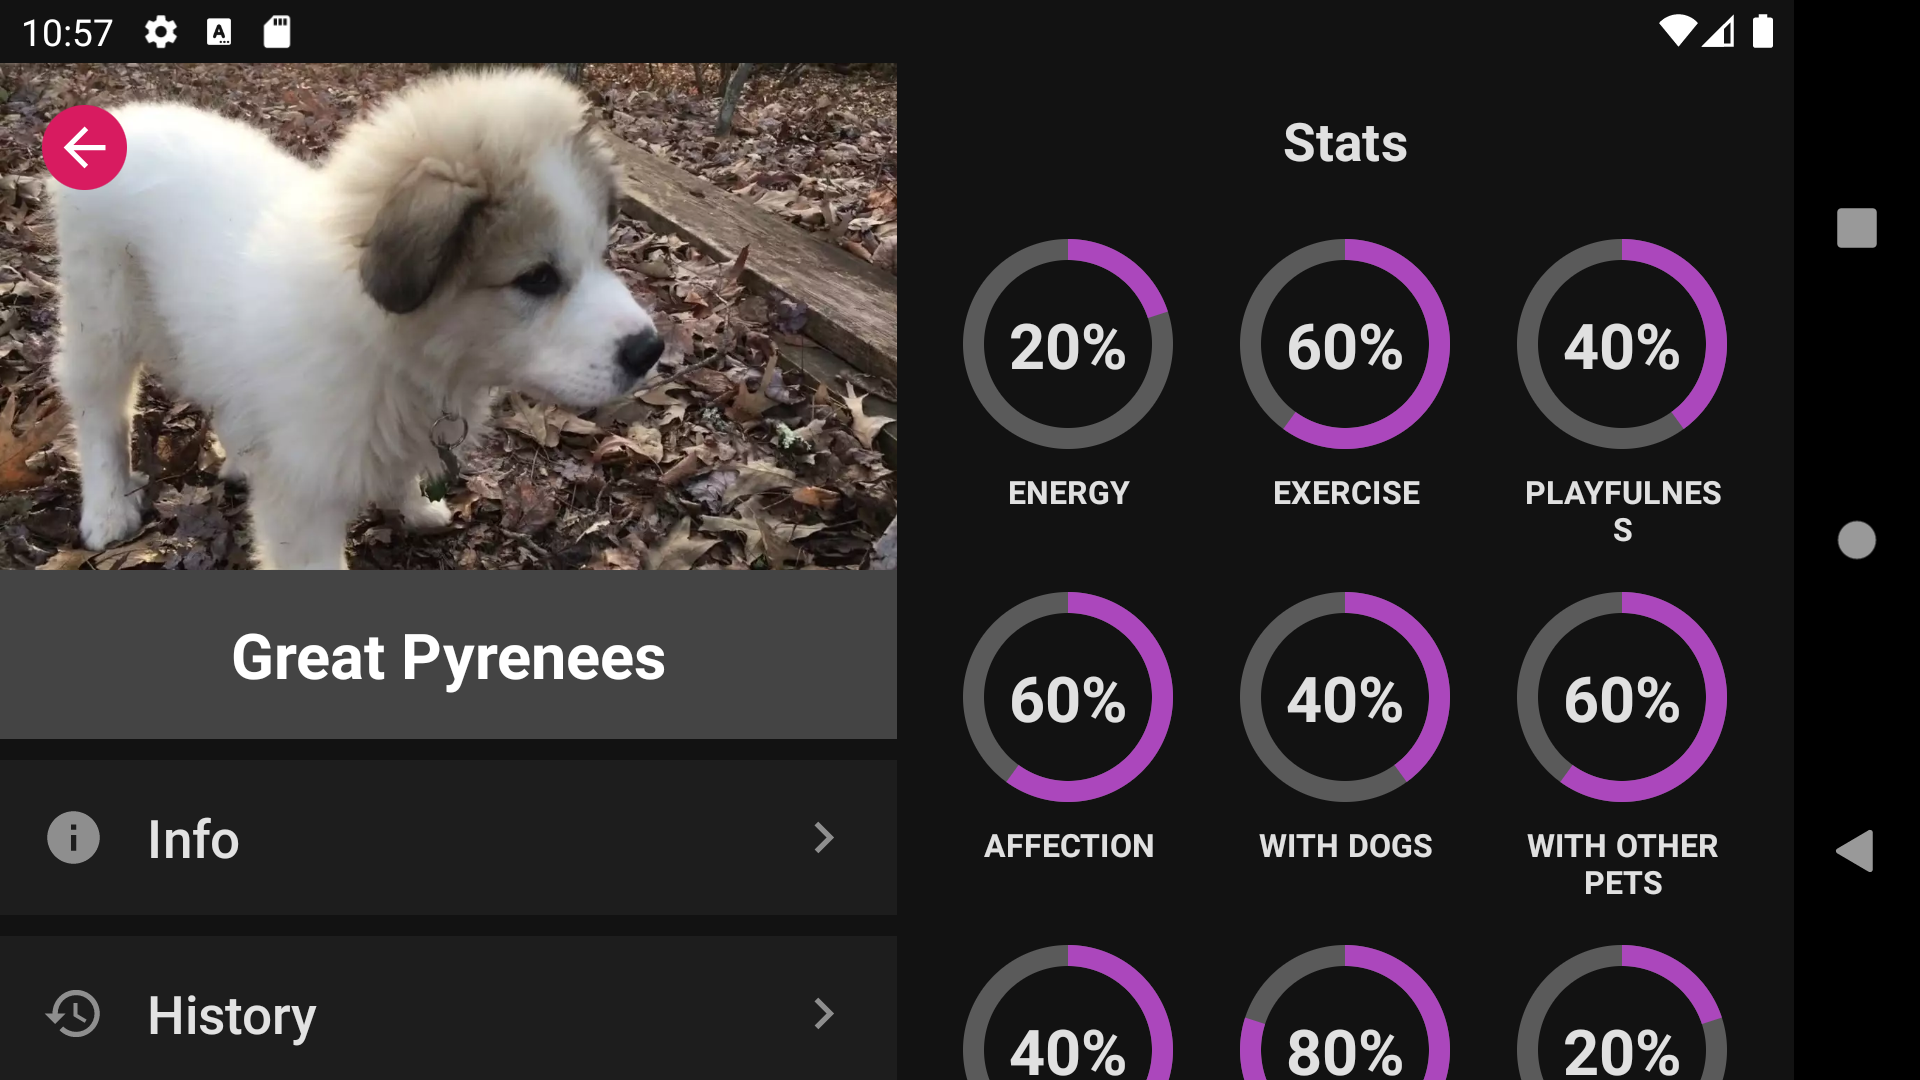 10:57
Great Pyrenees
Info
History
Stats
20%
60%
40%
ENERGY
EXERCISE
PLAYFULNES
S
60%
40%
60%
AFFECTION
WITH DOGS
WITH OTHER
PETS
40%
80%
20%